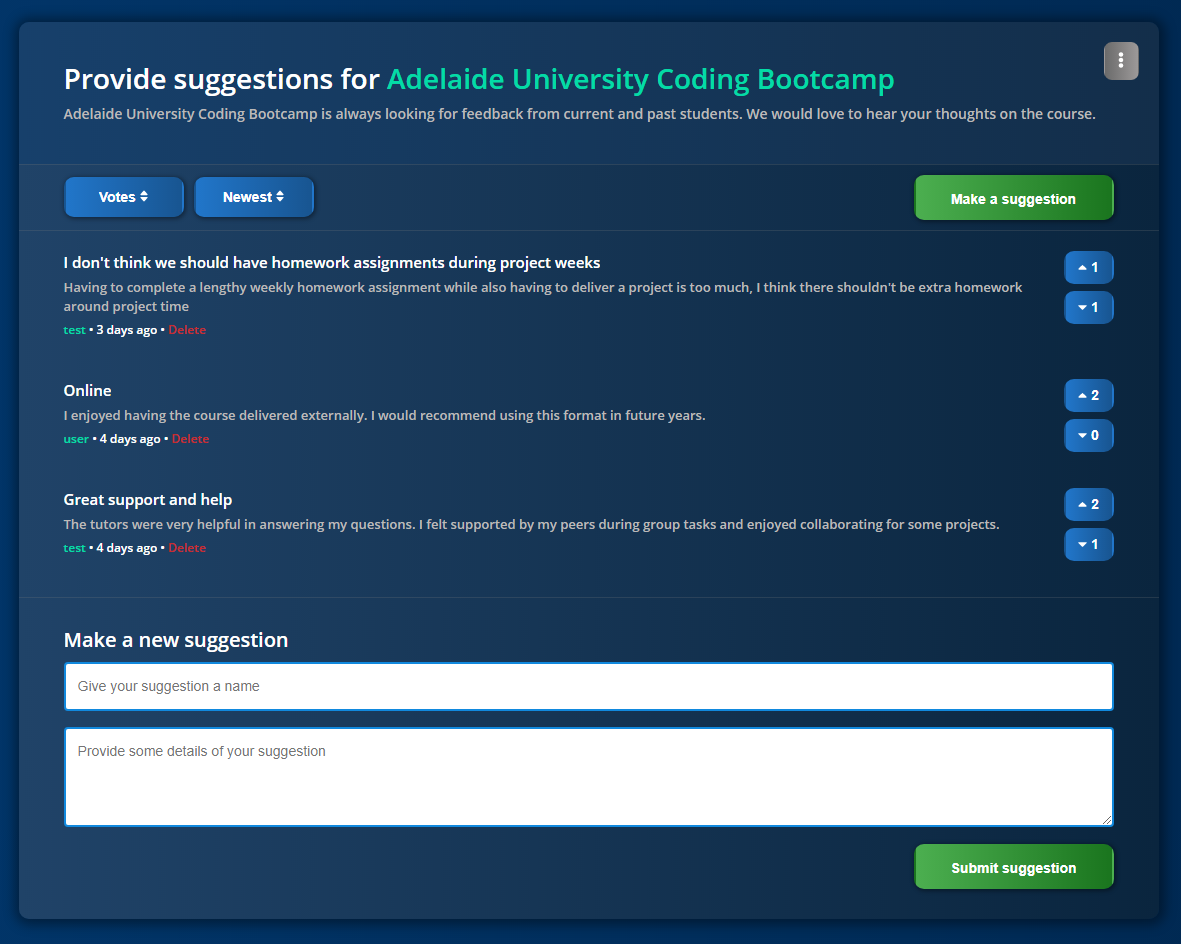 Provide suggestions for Adelaide University Coding Bootcamp
Adelaide University Coding Bootcamp is always looking for feedback from current and past students. We would love to hear your thoughts on the course.
Votes
Newest
Make a suggestion
I don't think we should have homework assignments during project weeks
Having to complete a lengthy weekly homework assignment while also having to deliver a project is too much, I think there shouldn't be extra homework
around project time
test • 3 days ago • Delete
1
1
Online
I enjoyed having the course delivered externally. I would recommend using this format in future years.
user • 4 days ago • Delete
2
0
Great support and help
The tutors were very helpful in answering my questions. I felt supported by my peers during group tasks and enjoyed collaborating for some projects.
test • 4 days ago • Delete
2
1
Make a new suggestion
Give your suggestion a name
Provide some details of your suggestion
Submit suggestion